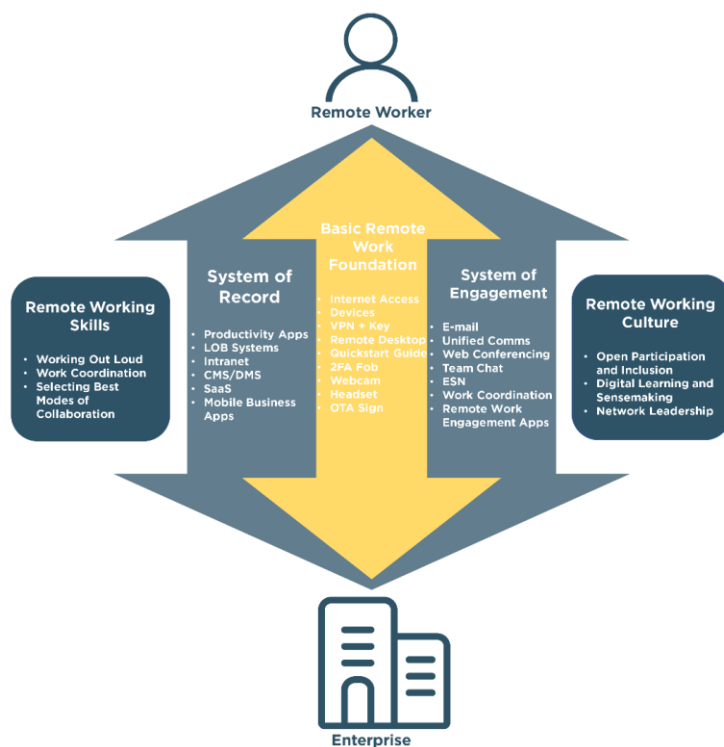 Remote Worker
Basic Remote
Work
Foundation
Internet Access
Devices
VPN + Key
Remote Desktop
Quickstart Guide
2FA Fob
Webcam
Headset
OTA Sign
System of
Record
• Productivity Apps
• LOB Systems
• Intranet
• CMS/DMS
• SaaS
• Mobile Business
Apps
System of
Engagement
• E-mail
• Unified Comms
• Web Conferencing
• Team Chat
• ESN
• Work Coordination
• Remote Work
Engagement Apps
Remote Working
Skills
• Working Out Loud
• Work Coordination
• Selecting Best
Modes of
Collaboration
Remote Working
Culture
• Open Participation
and Inclusion
• Digital Learning and
Sensemaking
• Network Leadership
Enterprise